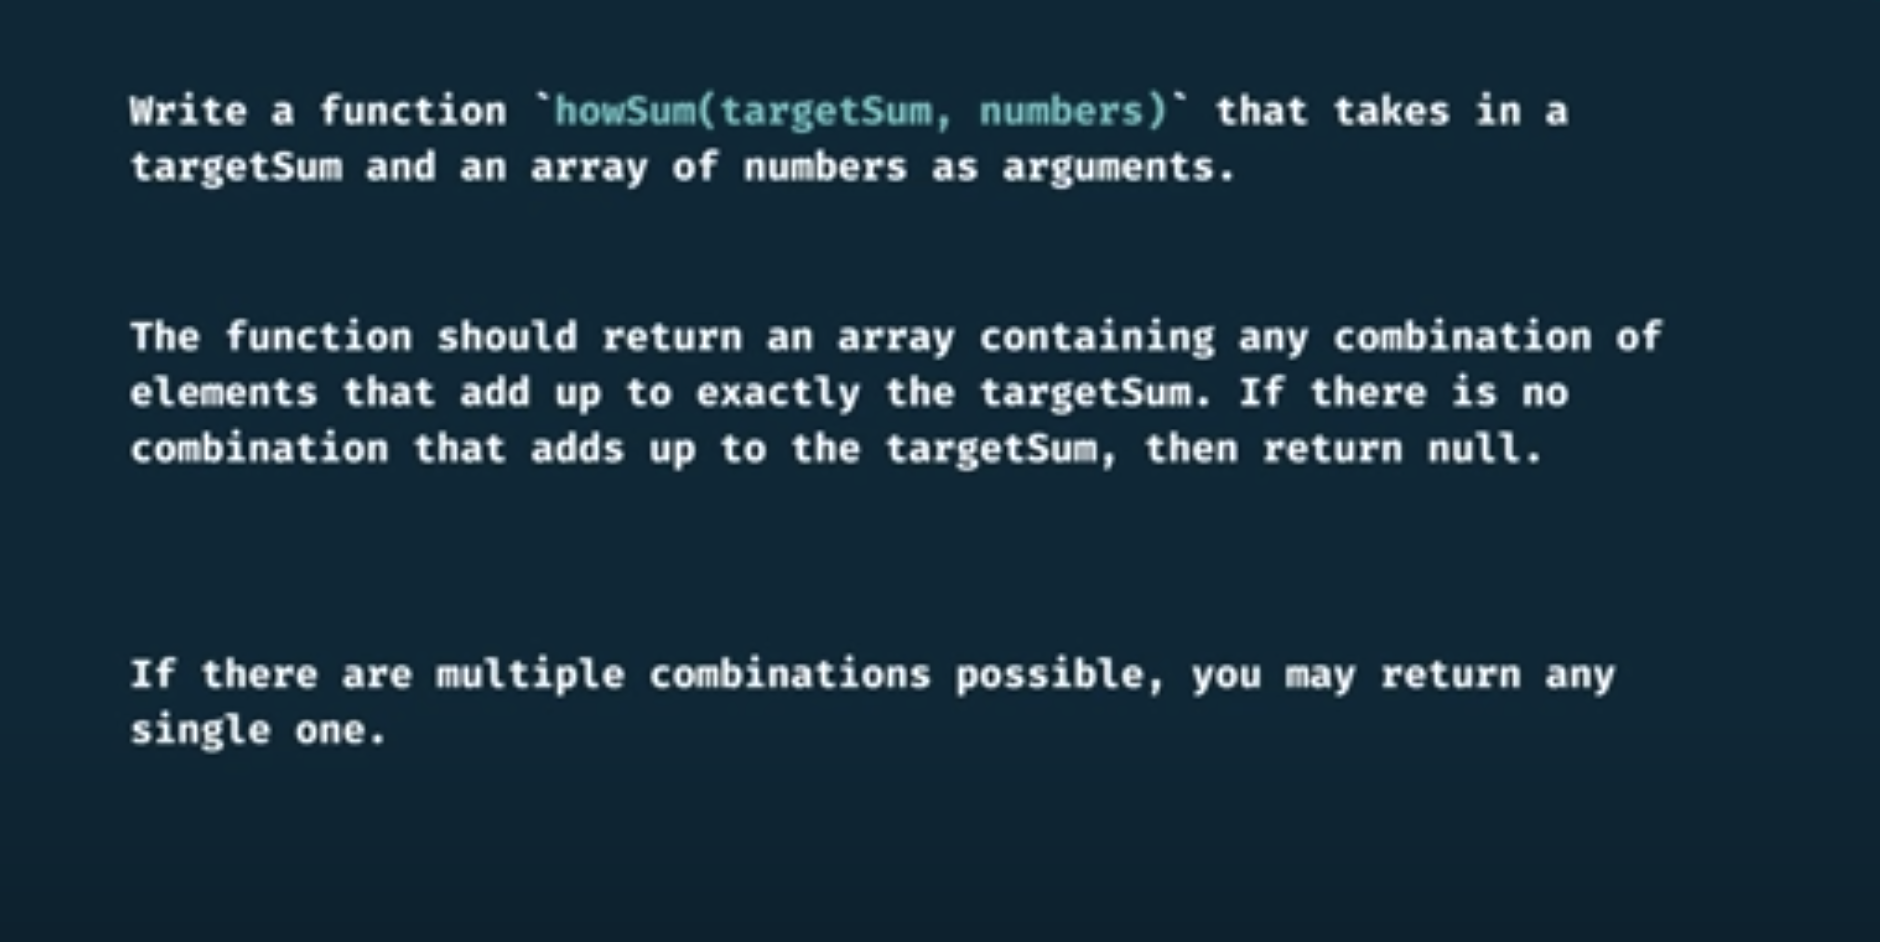 Write a function `howSum(targetSum, numbers)` that takes in a
targetSum and an array of numbers as arguments.
The function should return an array containing any combination of
elements that add up to exactly the targetSum. If there is no
combination that adds up to the targetSum, then return null.
If there are multiple combinations possible, you may return any
single one.